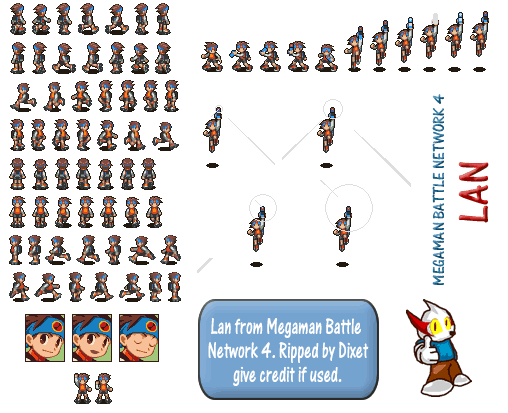 MEGAMAN BATTLE NETWORK 4
LAN
Lan from Megaman Battle
Network 4. Ripped by Dixet
give credit if used.